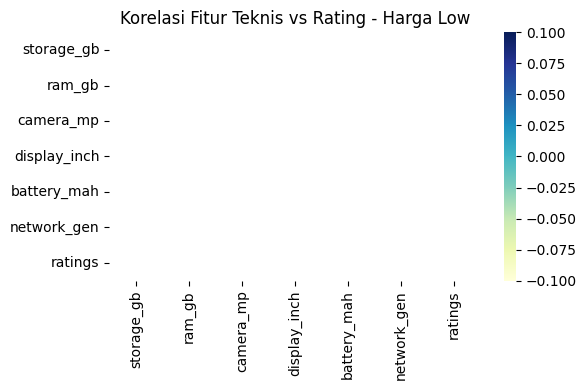 Korelasi Fitur Teknis vs Rating - Harga Low
storage_gb
ram_gb
camera_mp
display_inch
battery_mah
network_gen
ratings
storage_gb
ram_gb
camera_mp
display_inch
battery_mah
network_gen
ratings
0.100
0.075
0.050
0.025
0.000
−0.025
−0.050
−0.075
−0.100